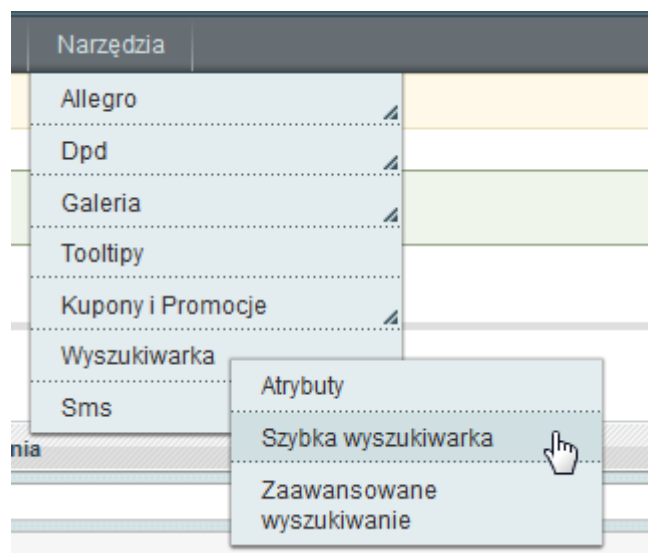 Narzędzia
Allegro
Dpd
Galeria
Tooltipy
Kupony i Promocje
Wyszukiwarka
Sms
nia
Atrybuty
Szybka wyszukiwarka
Zaawansowane
wyszukiwanie